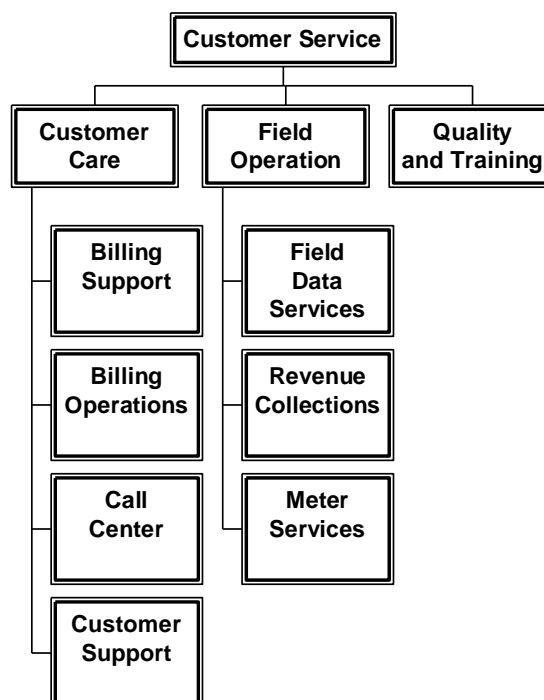 Customer Service
Customer
Care
Field
Operation
Quality
and Training
Billing
Support
Field
Data
Services
Billing
Operations
Revenue
Collections
Call
Center
Meter
Services
Customer
Support